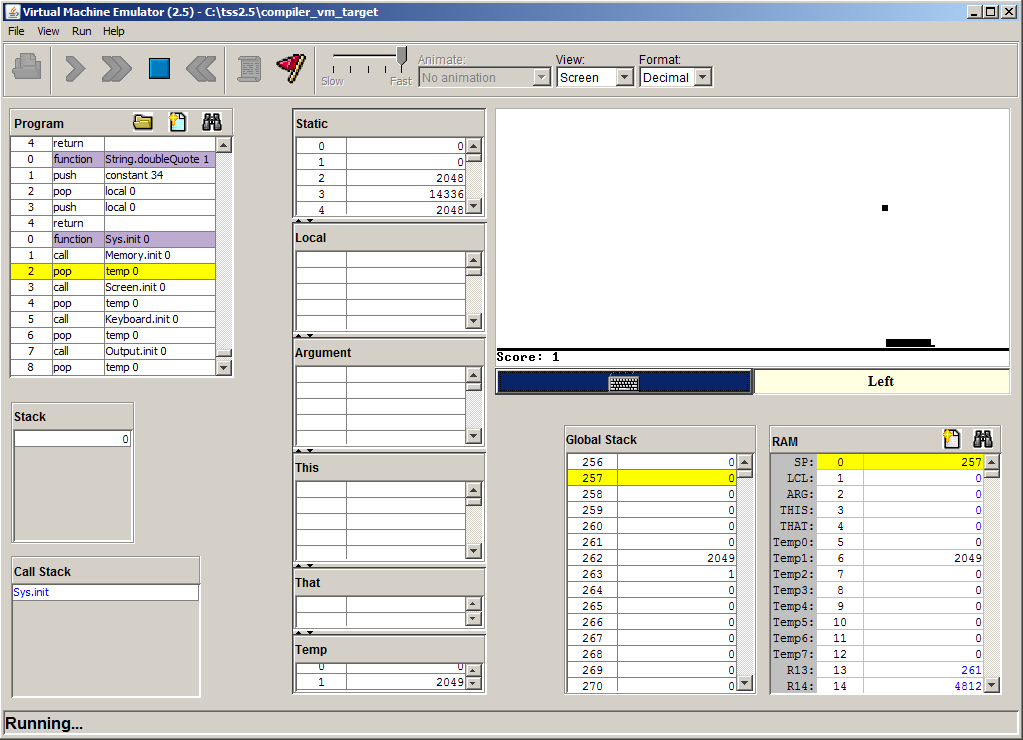 Virtual Machine Emulator (2.5) - C:\tss2.5\compiler_vm_target
File View Run Help
Slow Fast
Animate:
No animation
View:
Screen
Format:
Decimal
Program
4 return
0 function String.doubleQuote 1
1 push constant 34
2 pop local 0
3 push local 0
4 return
0 function Sys.init 0
1 call Memory.init 0
2 pop temp 0
3 call Screen.init 0
4 pop temp 0
5 call Keyboard.init 0
6 pop temp 0
7 call Output.init 0
8 pop temp 0
Stack
0
Call Stack
Sys.init
Static
0 0
1 0
2 2048
3 14336
4 2048
Local
Argument
This
That
Temp
0 0
1 2049
Score: 1
Left
Global Stack
256 0
257 0
258 0
259 0
260 0
261 0
262 2049
263 1
264 0
265 0
266 0
267 0
268 0
269 0
270 0
RAM
SP: 0 257
LCL: 1 0
ARG: 2 0
THIS: 3 0
THAT: 4 0
Temp0: 5 0
Temp1: 6 2049
Temp2: 7 0
Temp3: 8 0
Temp4: 9 0
Temp5: 10 0
Temp6: 11 0
Temp7: 12 0
R13: 13 261
R14: 14 4812
Running...